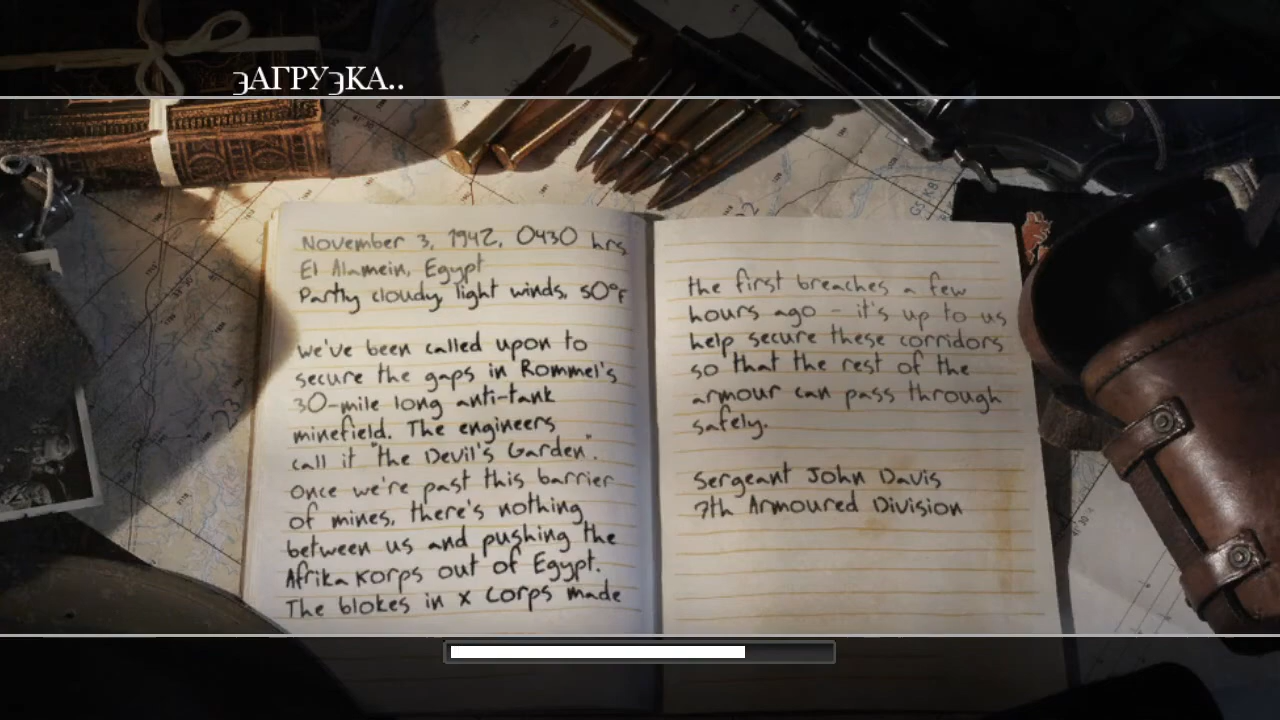 ЗАГРУЗКА..
November 3, 1942, 0430 hrs
El Alamein, Egypt
Partly cloudy, light winds, 50°F
we've been called upon to
secure the gaps in Rommel's
30-mile long anti-tank
minefield. The engineers
call it "the Devil's Garden".
Once we're past this barrier
of mines, there's nothing
between us and pushing the
Afrika Korps out of Egypt.
The blokes in X Corps made
the first breaches a few
hours ago - it's up to us
help secure these corridors
so that the rest of the
armour can pass through
safely.
Sergeant John Davis
7th Armoured Division